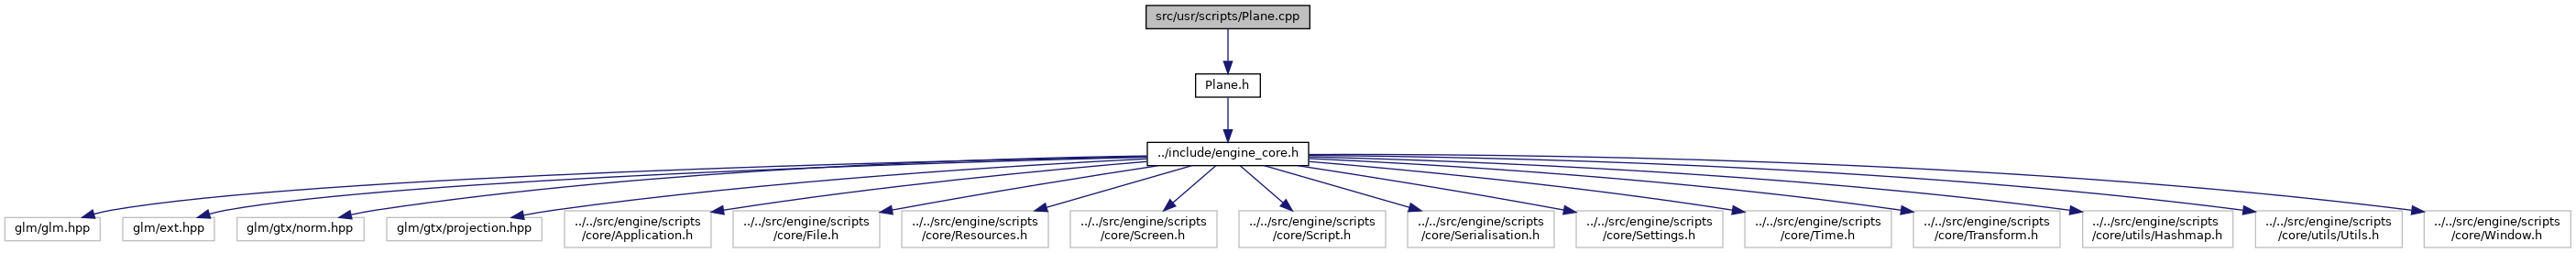 src/usr/scripts/Plane.cpp
Plane.h
../include/engine_core.h
glm/glm.hpp
glm/ext.hpp
glm/gtx/norm.hpp
glm/gtx/projection.hpp
../../src/engine/scripts
/core/Application.h
../../src/engine/scripts
/core/File.h
../../src/engine/scripts
/core/Resources.h
../../src/engine/scripts
/core/Screen.h
../../src/engine/scripts
/core/Script.h
../../src/engine/scripts
/core/Serialisation.h
../../src/engine/scripts
/core/Settings.h
../../src/engine/scripts
/core/Time.h
../../src/engine/scripts
/core/Transform.h
../../src/engine/scripts
/core/utils/Hashmap.h
../../src/engine/scripts
/core/utils/Utils.h
../../src/engine/scripts
/core/Window.h